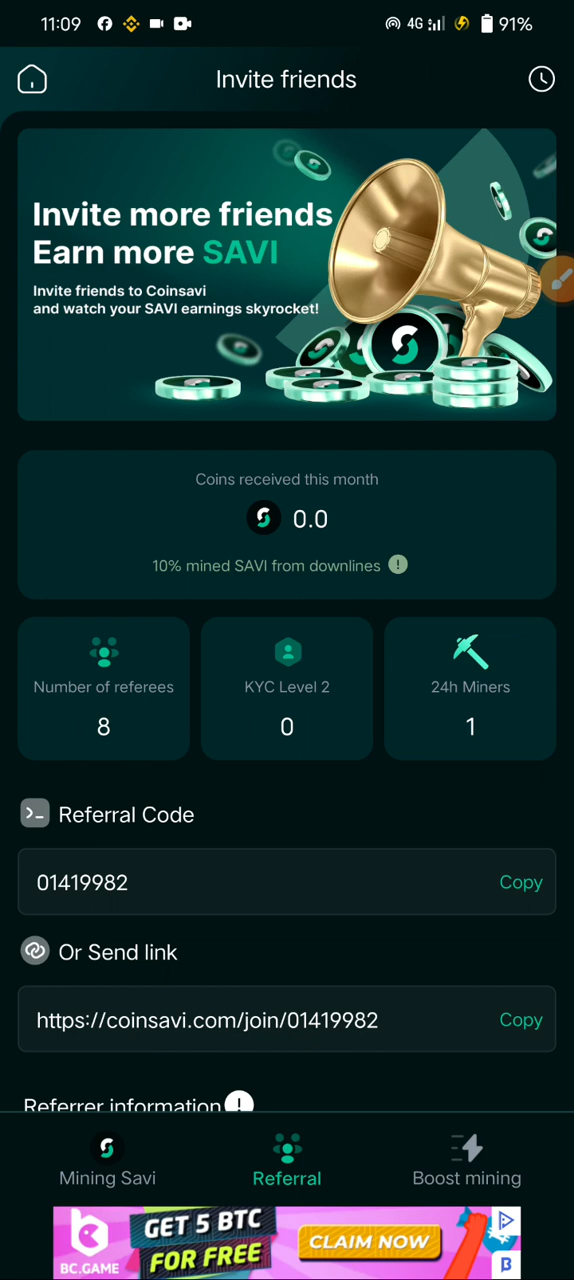 11:09
4G
91%
Invite friends
Invite more friends
Earn more SAVI
Invite friends to Coinsavi
and watch your SAVI earnings skyrocket!
Coins received this month
0.0
10% mined SAVI from downlines
Number of referees
8
KYC Level 2
0
24h Miners
1
Referral Code
01419982
Copy
Or Send link
https://coinsavi.com/join/01419982
Copy
Referrer information
Mining Savi
Referral
Boost mining
BC.GAME
GET 5 BTC
FOR FREE
CLAIM NOW